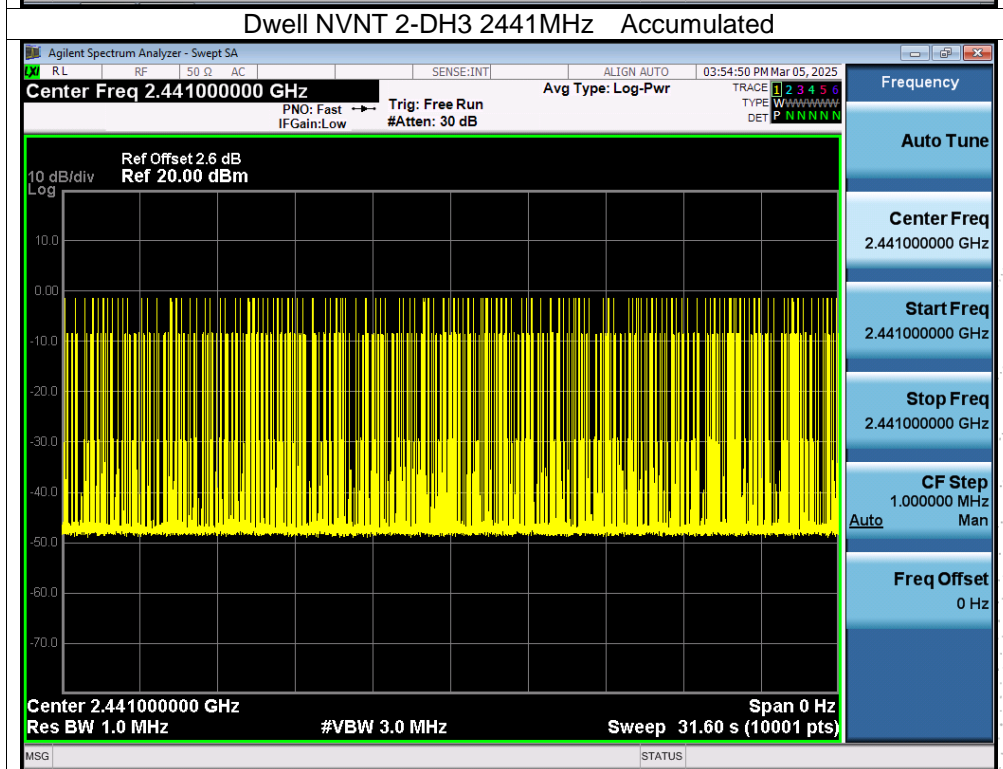 Dwell NVNT 2-DH3 2441MHz Accumulated
Agilent Spectrum Analyzer - Swept SA
LXI RL RF 50 Ω AC SENSE:INT ALIGN AUTO 03:54:50 PM Mar 05, 2025
Center Freq 2.441000000 GHz
PNO: Fast
IFGain:Low
Trig: Free Run
#Atten: 30 dB
Avg Type: Log-Pwr
TRACE 1 2 3 4 5 6
TYPE WWWWWWW
DET P N N N N N
Frequency
Auto Tune
Center Freq
2.441000000 GHz
Start Freq
2.441000000 GHz
Stop Freq
2.441000000 GHz
CF Step
1.000000 MHz
Auto Man
Freq Offset
0 Hz
Ref Offset 2.6 dB
10 dB/div Ref 20.00 dBm
Log
10.0
0.00
-10.0
-20.0
-30.0
-40.0
-50.0
-60.0
-70.0
Center 2.441000000 GHz Span 0 Hz
Res BW 1.0 MHz #VBW 3.0 MHz Sweep 31.60 s (10001 pts)
MSG STATUS